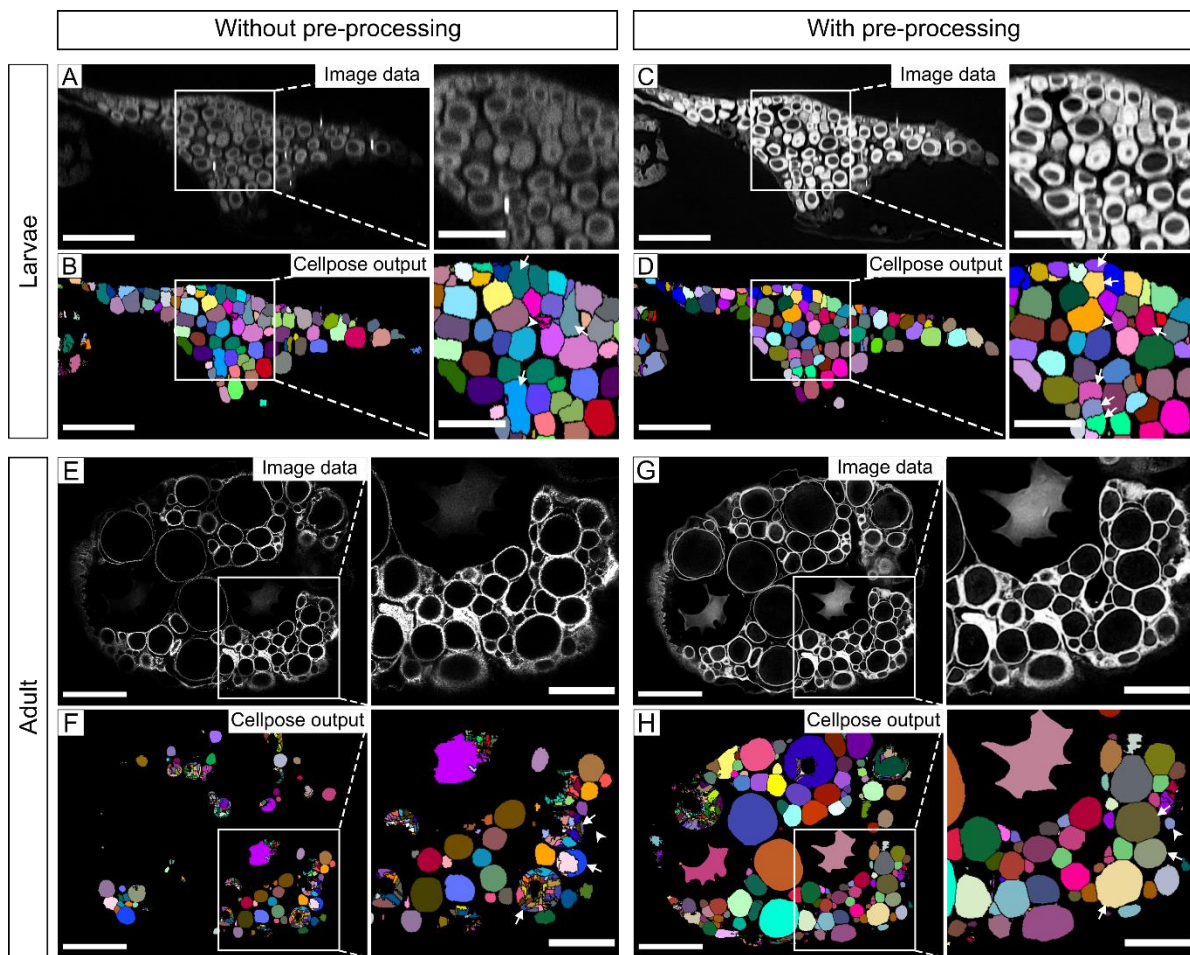 Without pre-processing
With pre-processing
Larvae
A
Image data
C
Image data
B
Cellpose output
D
Cellpose output
Adult
E
Image data
G
Image data
F
Cellpose output
H
Cellpose output